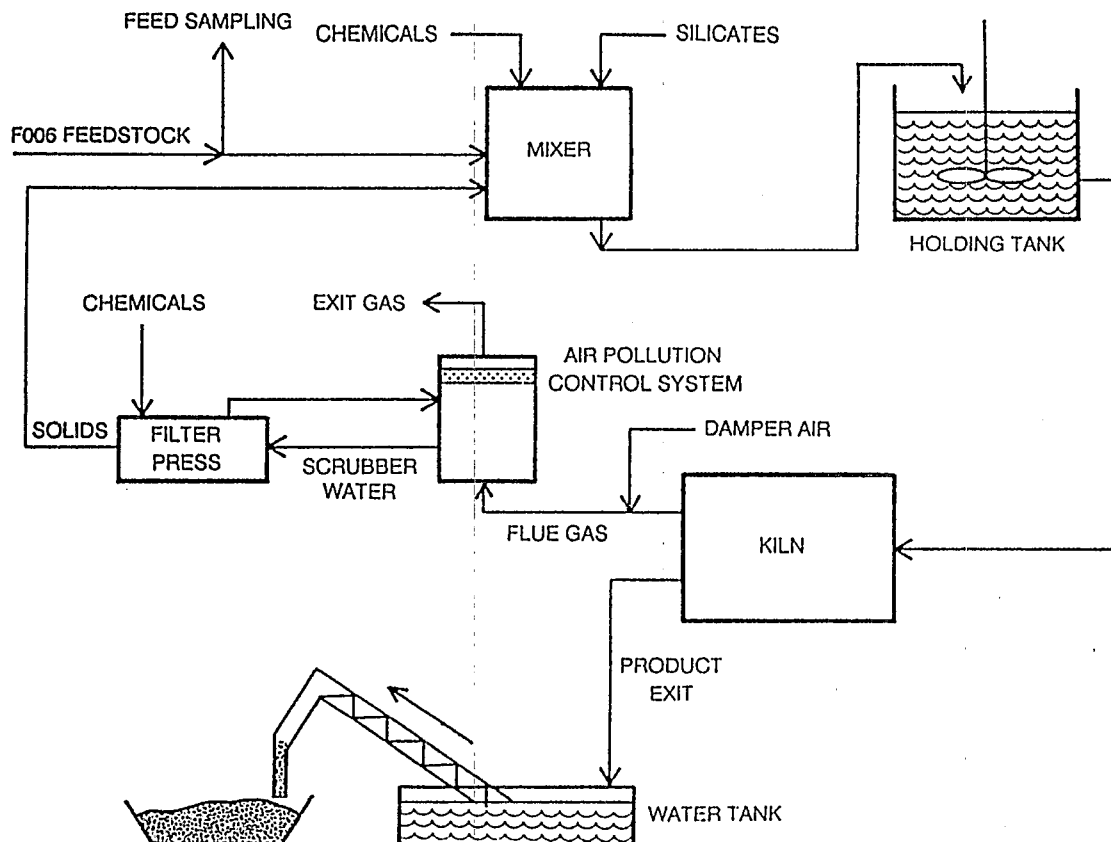 FEED SAMPLING
CHEMICALS
SILICATES
F006 FEEDSTOCK
MIXER
HOLDING TANK
CHEMICALS
EXIT GAS
AIR POLLUTION
CONTROL SYSTEM
SOLIDS
FILTER
PRESS
SCRUBBER
WATER
DAMPER AIR
FLUE GAS
KILN
PRODUCT
EXIT
WATER TANK